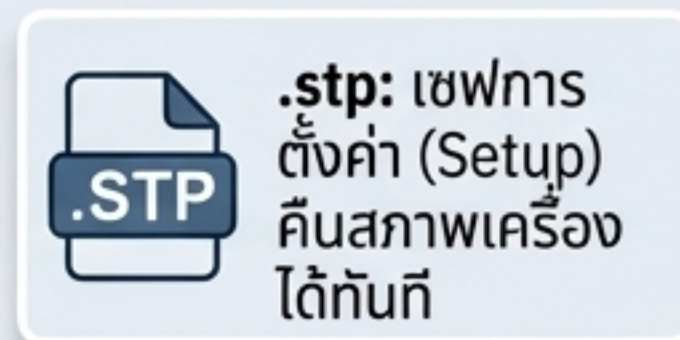 .STP
.stp: เซฟการ
ตั้งค่า (Setup)
คืนสภาพเครื่อง
ได้ทันที